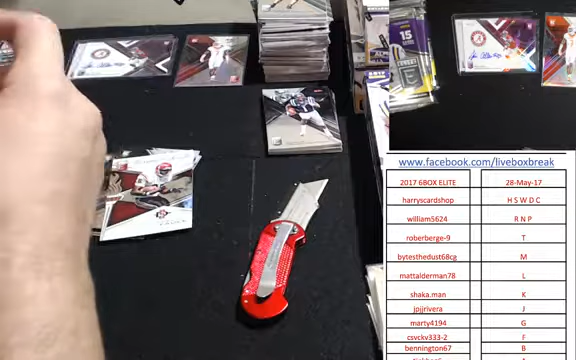 15
www.facebook.com/liveboxbreak
2017 6BOX ELITE 28-May-17
harryscardshop H S W D C
william5624 R N P
roberberge-9 T
bytesthedust68cg M
mattalderman78 L
shaka.man K
jpjjrivera J
marty4194 G
csvckv333-2 F
bennington67 B